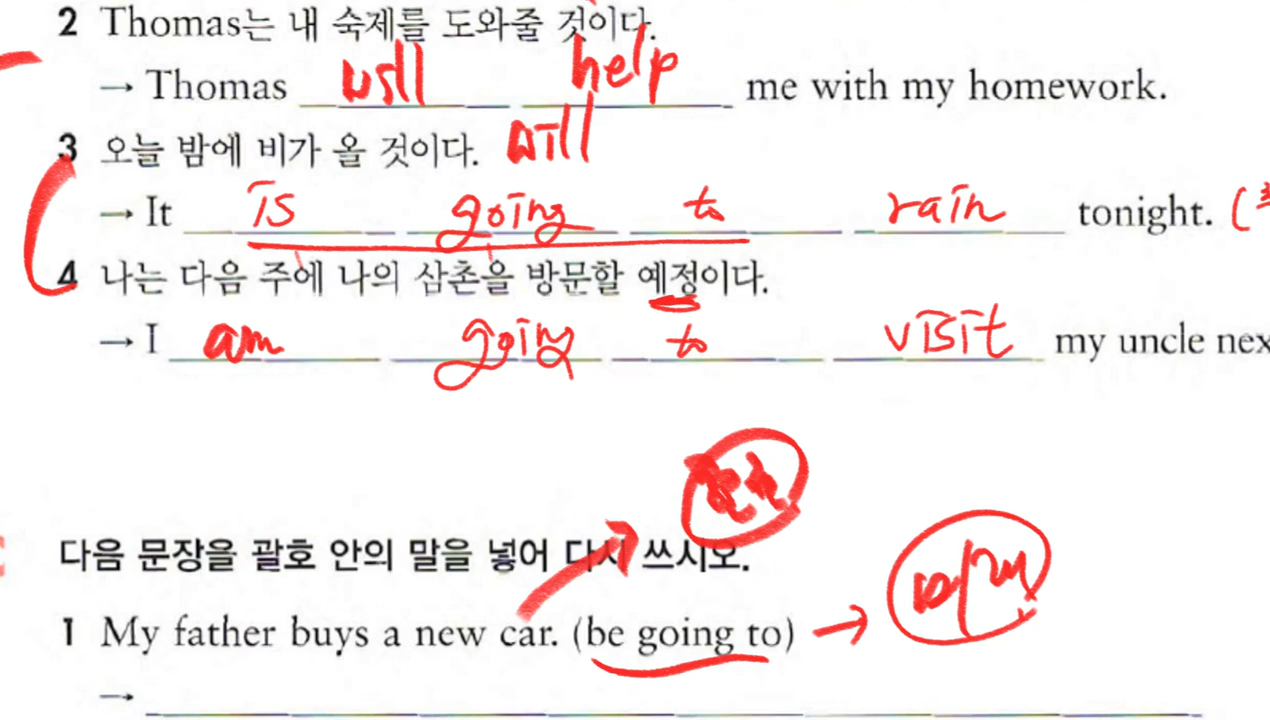 2 Thomas는 내 숙제를 도와줄 것이다.
→ Thomas will help me with my homework.
3 오늘 밤에 비가 올 것이다. will
→ It is going to rain tonight. (
4 나는 다음 주에 나의 삼촌을 방문할 예정이다.
→ I am going to visit my uncle nex
다음 문장을 괄호 안의 말을 넣어 다시 쓰시오.
1 My father buys a new car. (be going to) → 미래
→